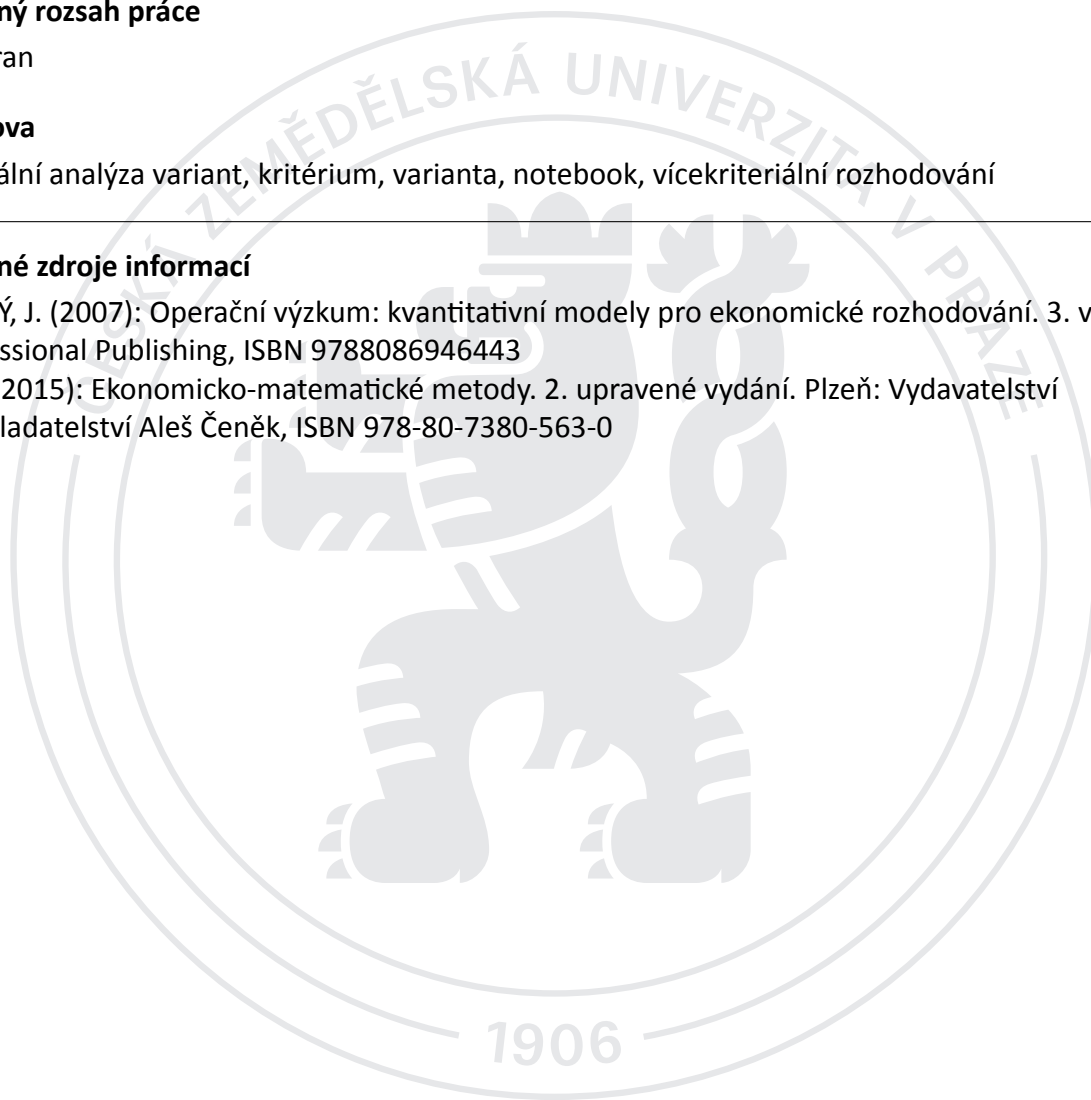 ný rozsah práce
ran
ova
ální analýza variant, kritérium, varianta, notebook, vícekriteriální rozhodování
né zdroje informací
Ý, J. (2007): Operační výzkum: kvantitativní modely pro ekonomické rozhodování. 3. v
essional Publishing, ISBN 9788086946443
2015): Ekonomicko-matematické metody. 2. upravené vydání. Plzeň: Vydavatelství
ladatelství Aleš Čeněk, ISBN 978-80-7380-563-0
ČESKÁ ZEMĚDĚLSKÁ UNIVERZITA V PRAZE
1906